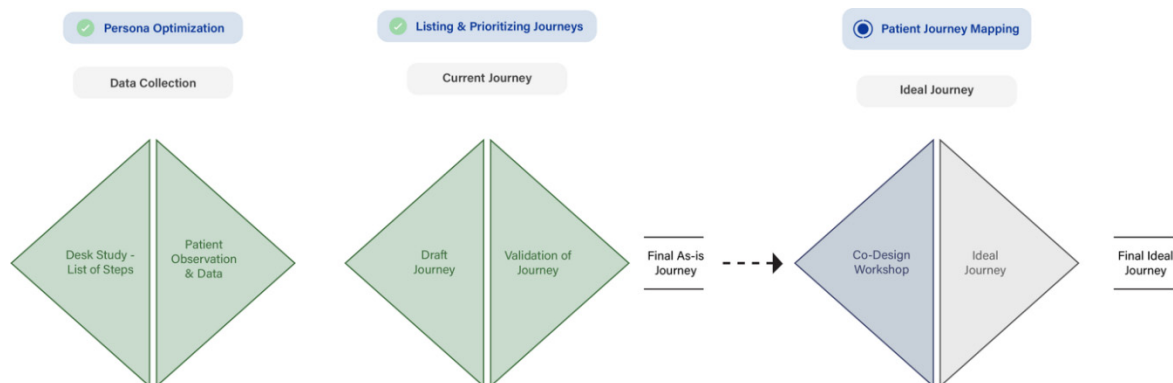 Persona Optimization
Listing & Prioritizing Journeys
Patient Journey Mapping
Data Collection
Current Journey
Ideal Journey
Desk Study -
List of Steps
Patient
Observation
& Data
Draft
Journey
Validation of
Journey
Final As-is
Journey
Co-Design
Workshop
Ideal
Journey
Final Ideal
Journey